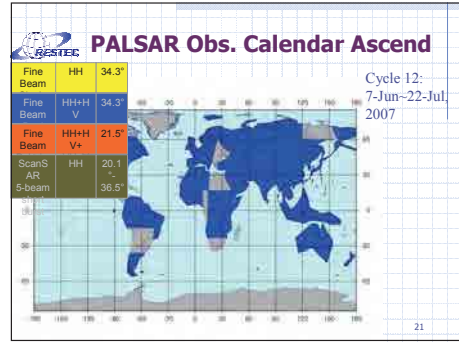 RESTEC
PALSAR Obs. Calendar Ascend
Fine HH 34.3°
Beam
Fine HH+H 34.3°
Beam V
Fine HH+H 21.5°
Beam V+
ScanS HH 20.1
AR °-
5-beam 36.5°
Cycle 12:
7-Jun~22-Jul,
2007
21